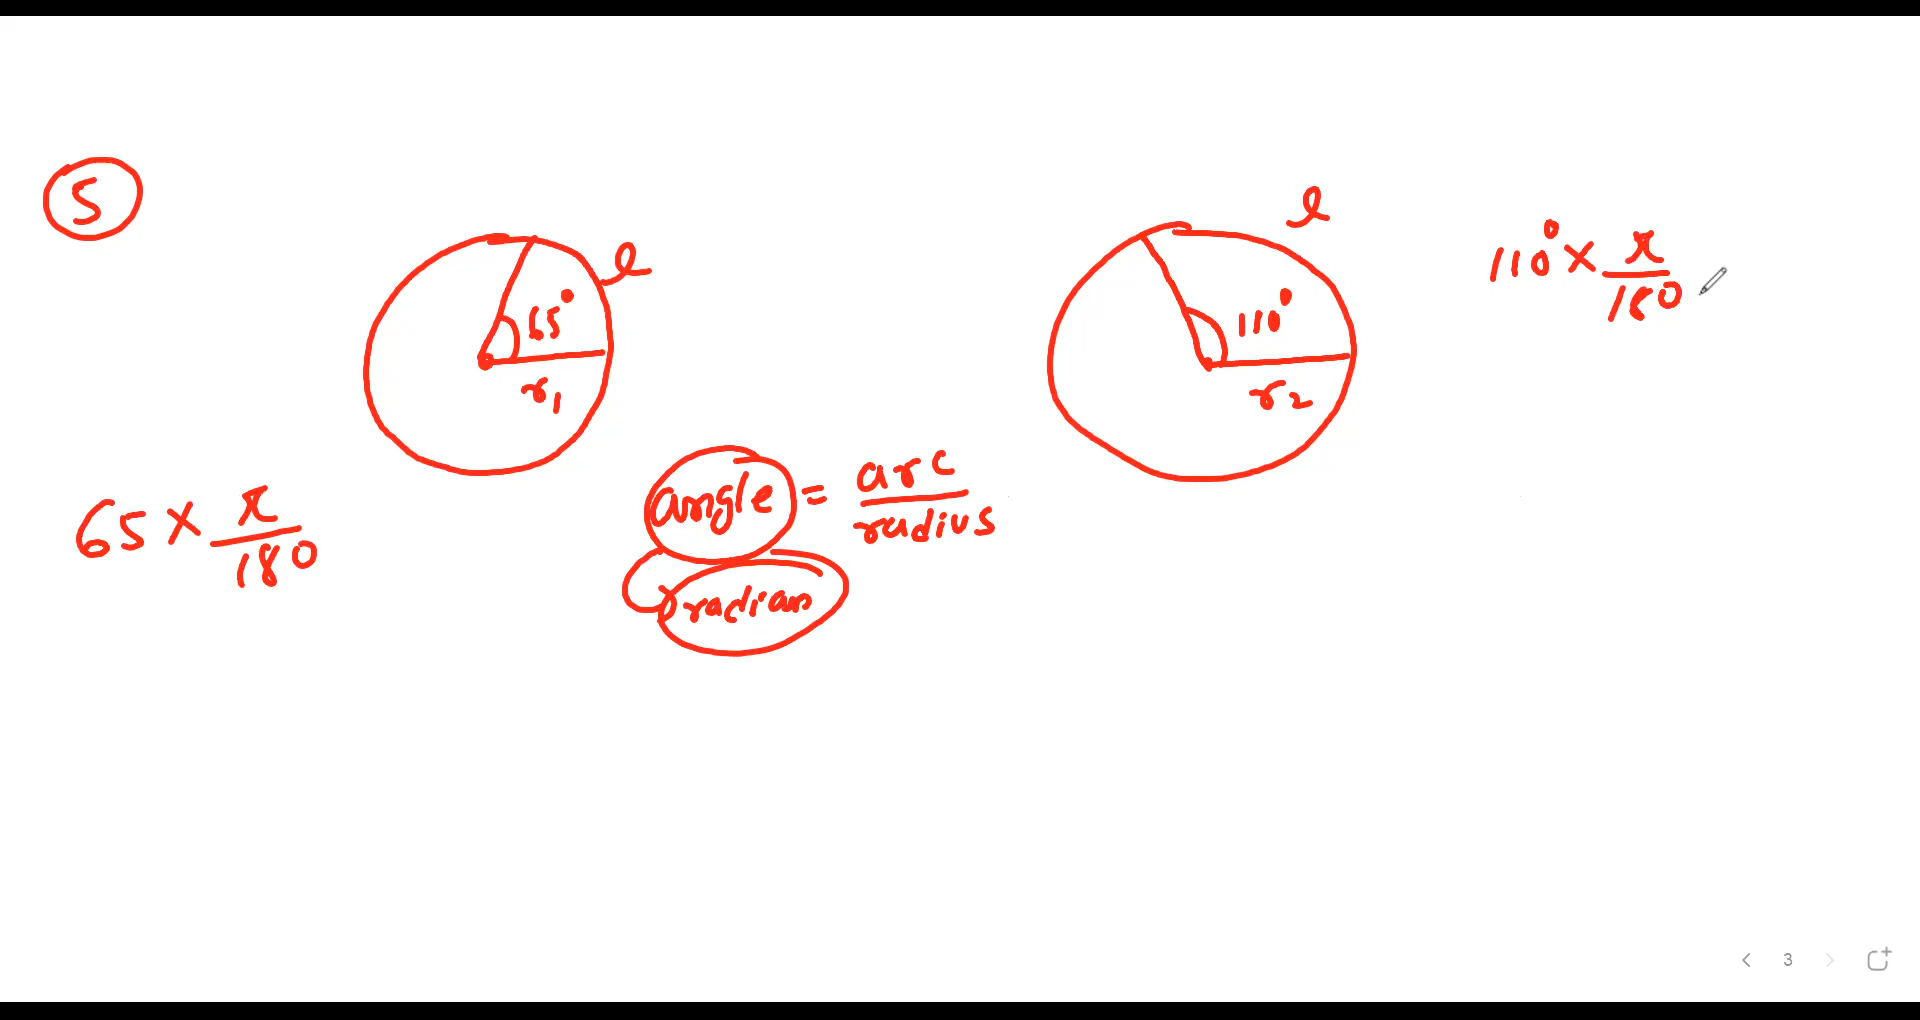 5
l
65°
r₁
l
110°
r₂
110° × π/180
65 × π/180
angle = arc/radius
radian
3